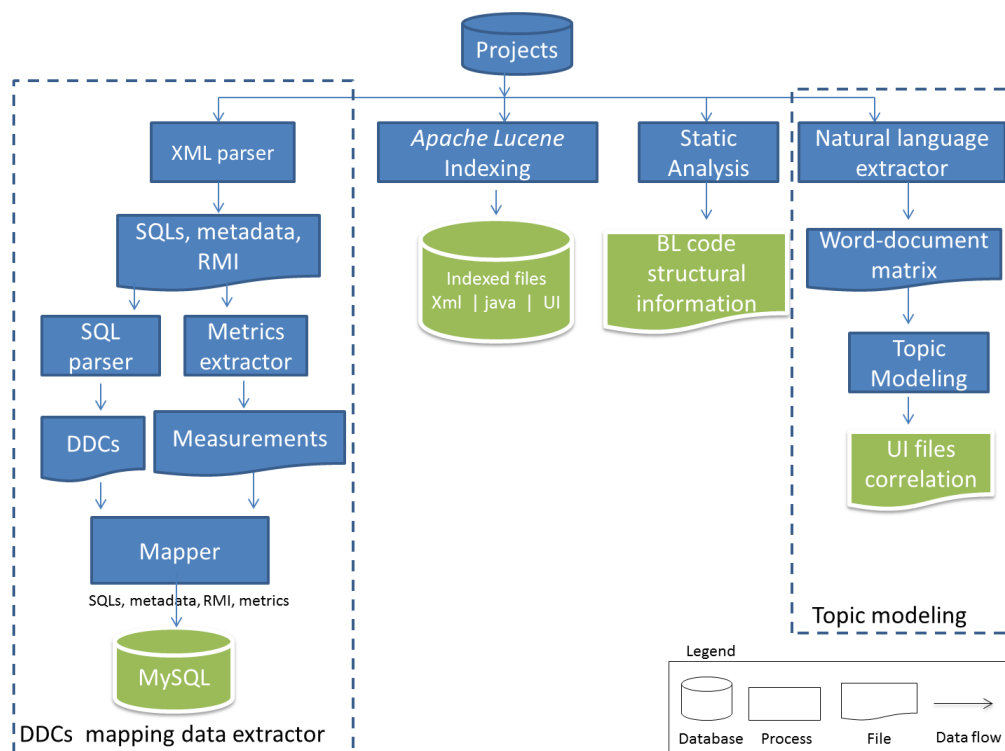 Projects
XML parser
Apache Lucene
Indexing
Static
Analysis
Natural language
extractor
SQLs, metadata,
RMI
Indexed files
Xml | java | UI
BL code
structural
information
Word-document
matrix
SQL
parser
Metrics
extractor
Topic
Modeling
DDCs
Measurements
UI files
correlation
Mapper
SQLs, metadata, RMI, metrics
MySQL
DDCs mapping data extractor
Topic modeling
Legend
Database
Process
File
Data flow